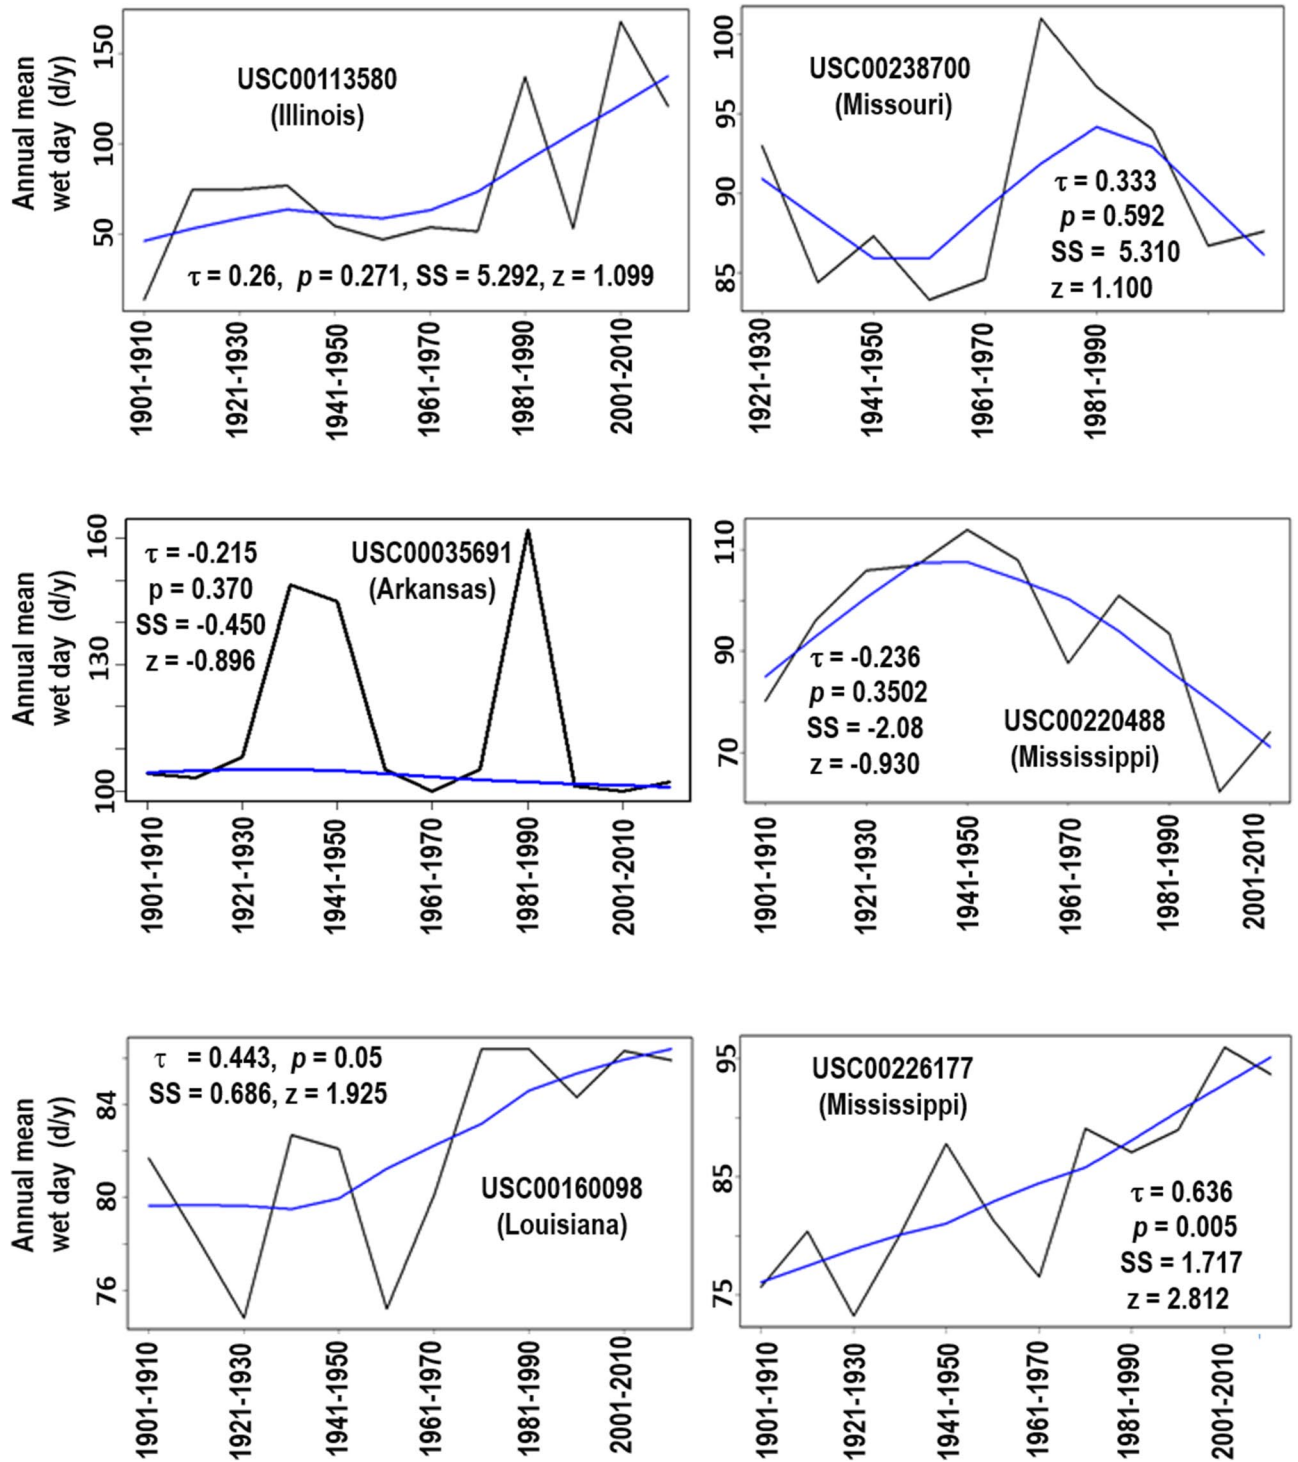 Annual mean
wet day (d/y)
150
100
50
USC00113580
(Illinois)
τ = 0.26, p = 0.271, SS = 5.292, z = 1.099
1901-1910
1921-1930
1941-1950
1961-1970
1981-1990
2001-2010
100
95
90
85
USC00238700
(Missouri)
τ = 0.333
p = 0.592
SS = 5.310
z = 1.100
1921-1930
1941-1950
1961-1970
1981-1990
Annual mean
wet day (d/y)
160
130
100
τ = -0.215
p = 0.370
SS = -0.450
z = -0.896
USC00035691
(Arkansas)
1901-1910
1921-1930
1941-1950
1961-1970
1981-1990
2001-2010
110
90
70
τ = -0.236
p = 0.3502
SS = -2.08
z = -0.930
USC00220488
(Mississippi)
1901-1910
1921-1930
1941-1950
1961-1970
1981-1990
2001-2010
Annual mean
wet day (d/y)
84
80
76
τ = 0.443, p = 0.05
SS = 0.686, z = 1.925
USC00160098
(Louisiana)
1901-1910
1921-1930
1941-1950
1961-1970
1981-1990
2001-2010
95
85
75
USC00226177
(Mississippi)
τ = 0.636
p = 0.005
SS = 1.717
z = 2.812
1901-1910
1921-1930
1941-1950
1961-1970
1981-1990
2001-2010